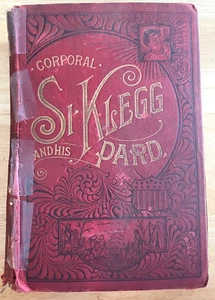 CORPORAL
SI KLEGG
AND HIS
PARD.